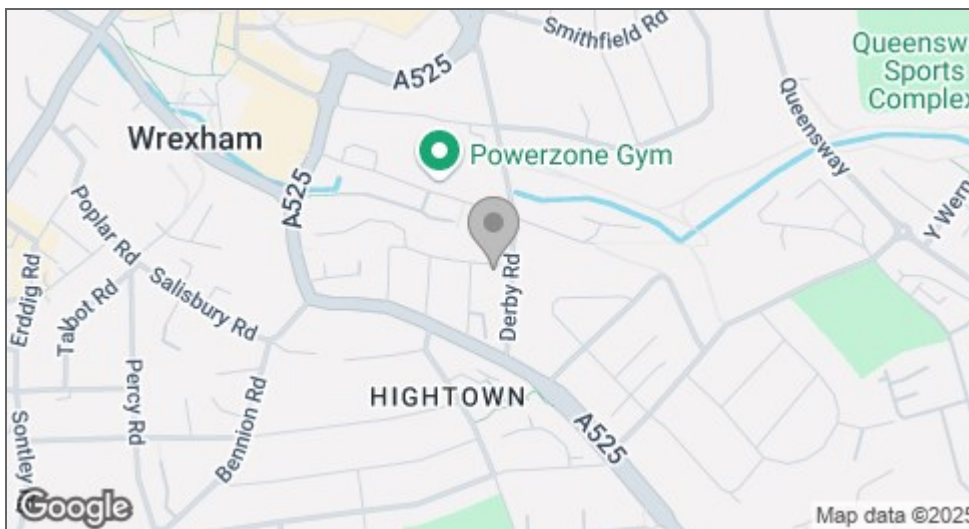 Smithfield Rd
A525
Queensw
Sports
Complex
Queensway
Wrexham
Powerzone Gym
A525
Y Wern
Poplar Rd
Erddig Rd
Talbot Rd
Salisbury Rd
Derby Rd
Percy Rd
Bennion Rd
HIGHTOWN
A525
Sontley
Google
Map data ©2025